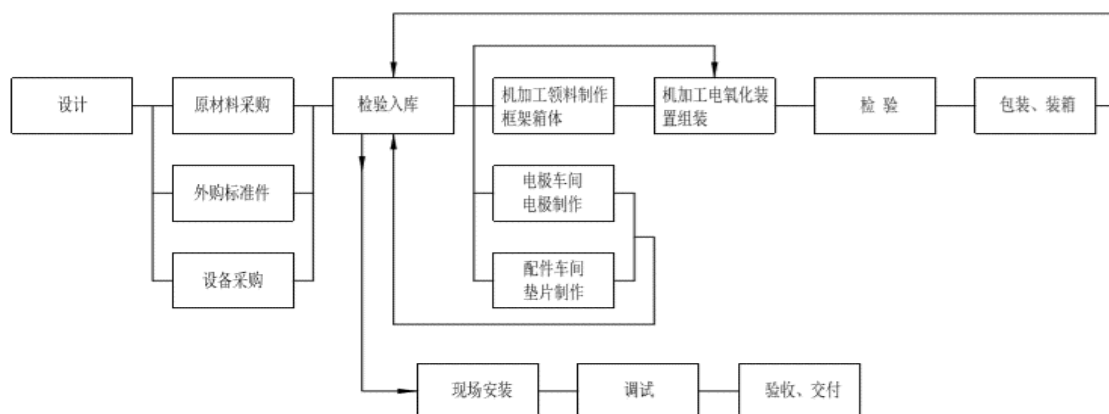 设计
原材料采购
检验入库
机加工领料制作
框架箱体
机加工电氧化装
置组装
检 验
包装、装箱
外购标准件
电极车间
电极制作
设备采购
配件车间
垫片制作
现场安装
调试
验收、交付